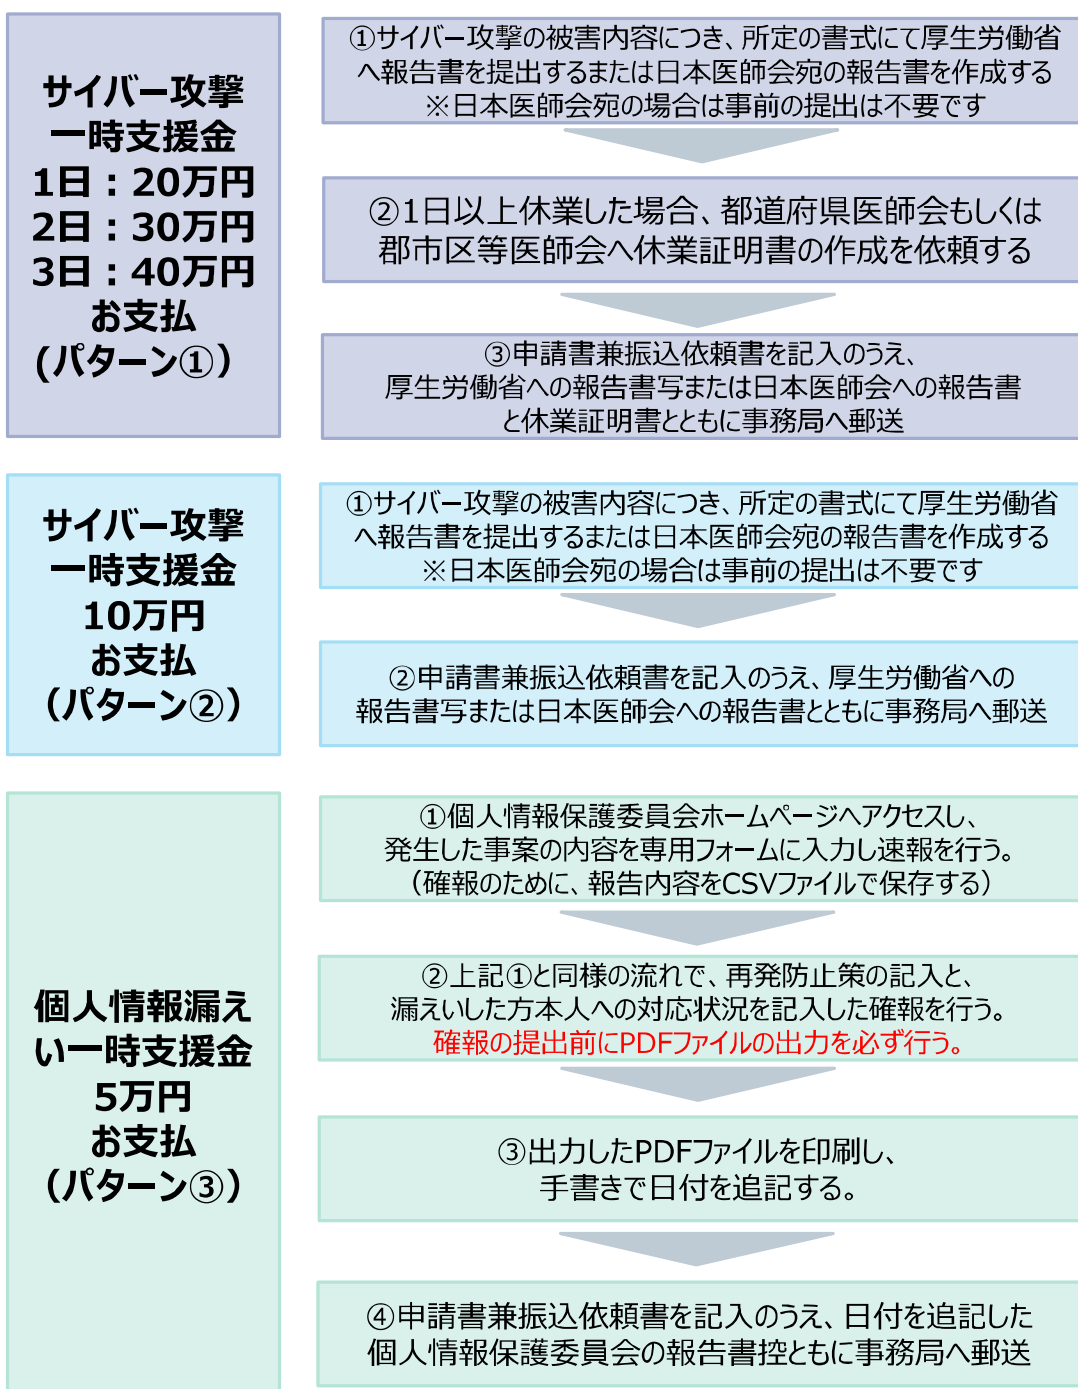 サイバー攻撃
一時支援金
1日：20万円
2日：30万円
3日：40万円
お支払
(パターン①）
①サイバー攻撃の被害内容につき、所定の書式にて厚生労働省
へ報告書を提出するまたは日本医師会宛の報告書を作成する
※日本医師会宛の場合は事前の提出は不要です
②1日以上休業した場合、都道府県医師会もしくは
郡市区等医師会へ休業証明書の作成を依頼する
③申請書兼振込依頼書を記入のうえ、
厚生労働省への報告書写または日本医師会への報告書
と休業証明書とともに事務局へ郵送
サイバー攻撃
一時支援金
10万円
お支払
（パターン②）
①サイバー攻撃の被害内容につき、所定の書式にて厚生労働省
へ報告書を提出するまたは日本医師会宛の報告書を作成する
※日本医師会宛の場合は事前の提出は不要です
②申請書兼振込依頼書を記入のうえ、厚生労働省への
報告書写または日本医師会への報告書とともに事務局へ郵送
個人情報漏え
い一時支援金
5万円
お支払
（パターン③）
①個人情報保護委員会ホームページへアクセスし、
発生した事案の内容を専用フォームに入力し速報を行う。
（確報のために、報告内容をCSVファイルで保存する）
②上記①と同様の流れで、再発防止策の記入と、
漏えいした方本人への対応状況を記入した確報を行う。
確報の提出前にPDFファイルの出力を必ず行う。
③出力したPDFファイルを印刷し、
手書きで日付を追記する。
④申請書兼振込依頼書を記入のうえ、日付を追記した
個人情報保護委員会の報告書控ともに事務局へ郵送